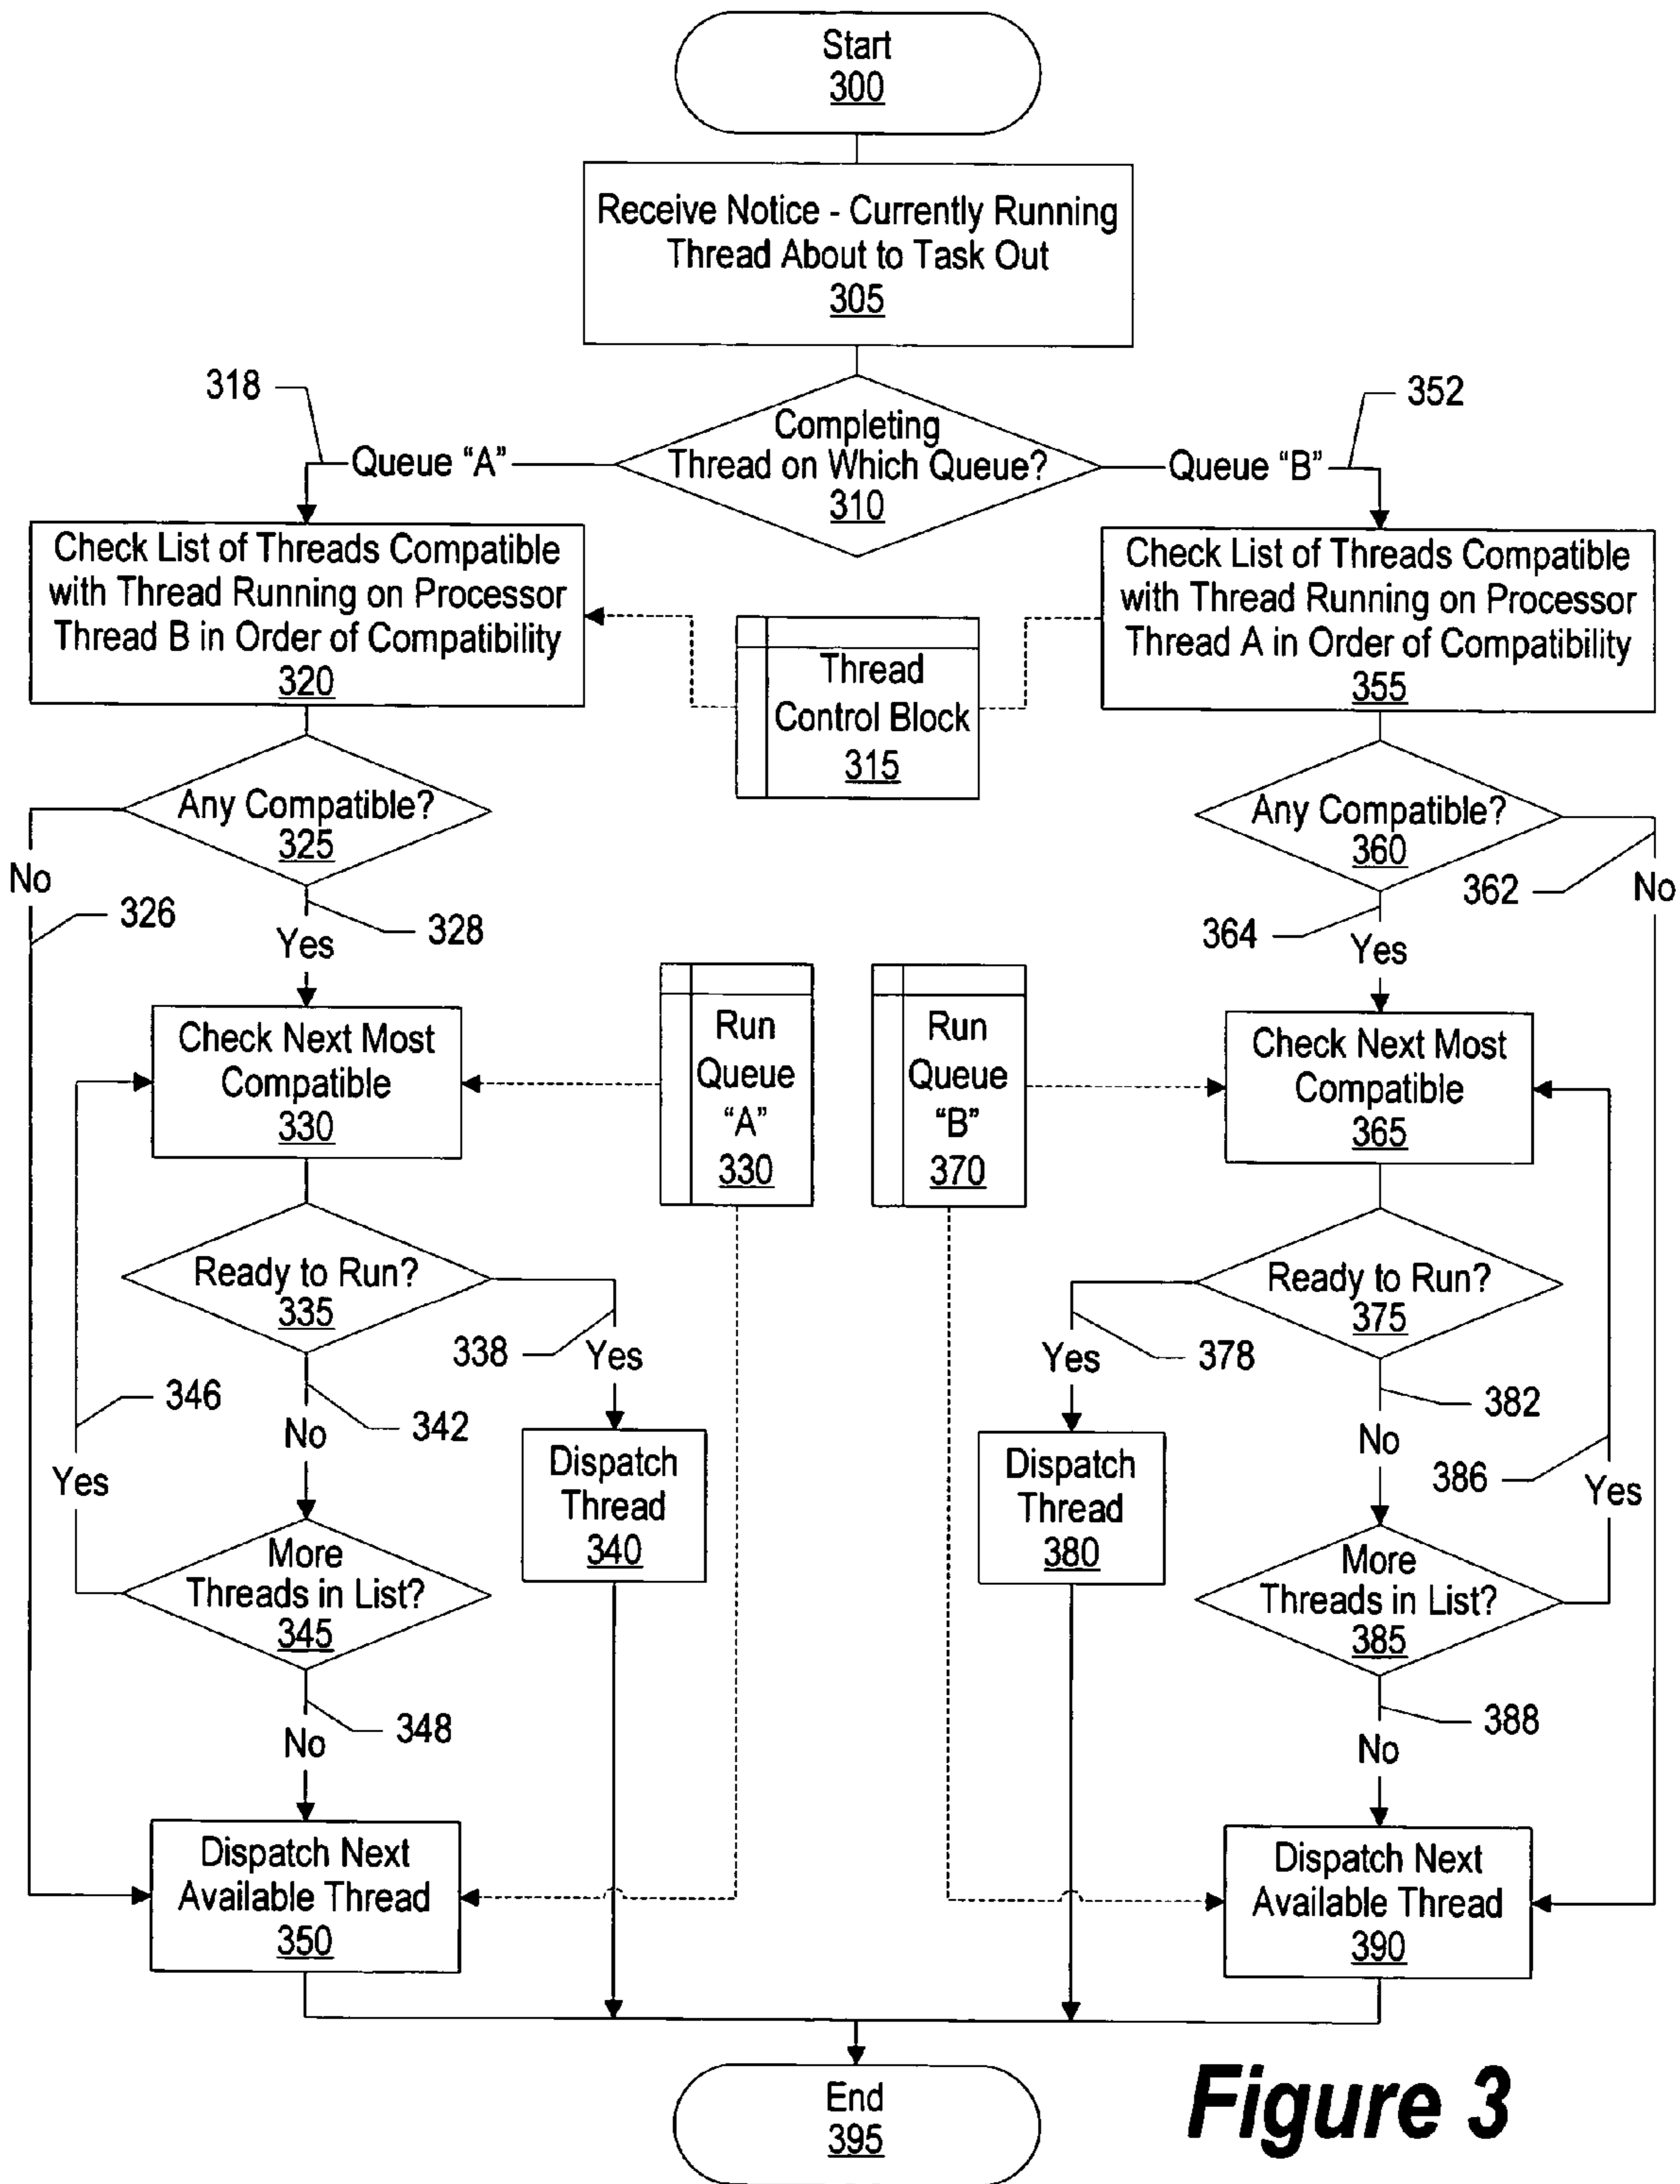 Start
300
Receive Notice - Currently Running
Thread About to Task Out
305
318
352
Completing
Thread on Which Queue?
310
Queue “A”
Queue “B”
Check List of Threads Compatible
with Thread Running on Processor
Thread B in Order of Compatibility
320
Check List of Threads Compatible
with Thread Running on Processor
Thread A in Order of Compatibility
355
Thread
Control Block
315
Any Compatible?
325
No
326
328
Yes
Any Compatible?
360
362
No
364
Yes
Check Next Most
Compatible
330
Run
Queue
“A”
330
Run
Queue
“B”
370
Check Next Most
Compatible
365
Ready to Run?
335
338
Yes
342
No
346
Yes
Dispatch
Thread
340
Ready to Run?
375
Yes
378
382
No
386
Yes
Dispatch
Thread
380
More
Threads in List?
345
348
No
More
Threads in List?
385
388
No
Dispatch Next
Available Thread
350
Dispatch Next
Available Thread
390
End
395
Figure 3